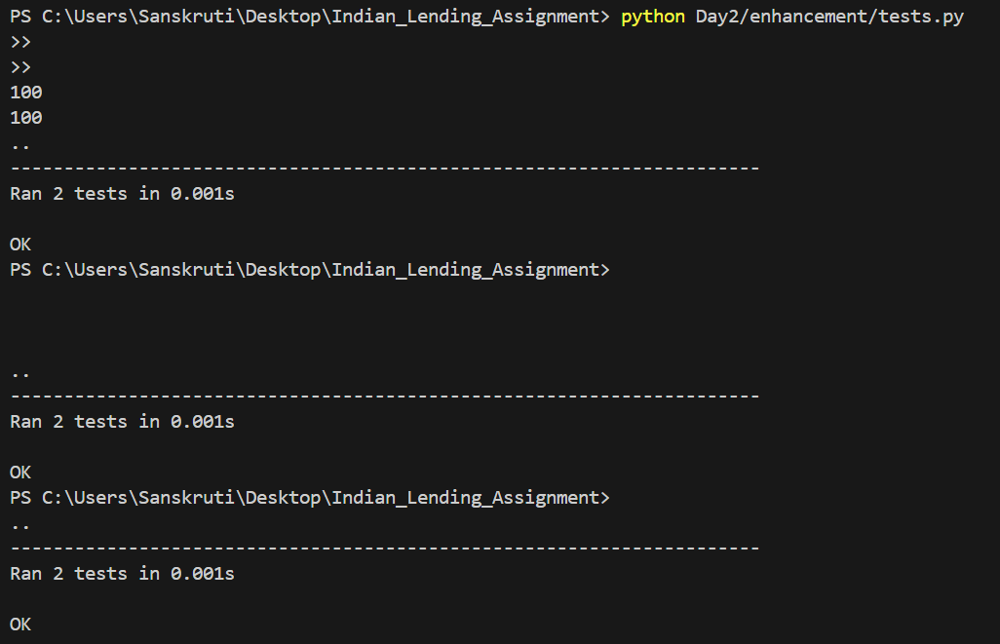 PS C:\Users\Sanskruti\Desktop\Indian_Lending_Assignment> python Day2/enhancement/tests.py
>>
>>
100
100
..
----------------------------------------------------------------------
Ran 2 tests in 0.001s
OK
PS C:\Users\Sanskruti\Desktop\Indian_Lending_Assignment>
..
----------------------------------------------------------------------
Ran 2 tests in 0.001s
OK
PS C:\Users\Sanskruti\Desktop\Indian_Lending_Assignment>
..
----------------------------------------------------------------------
Ran 2 tests in 0.001s
OK